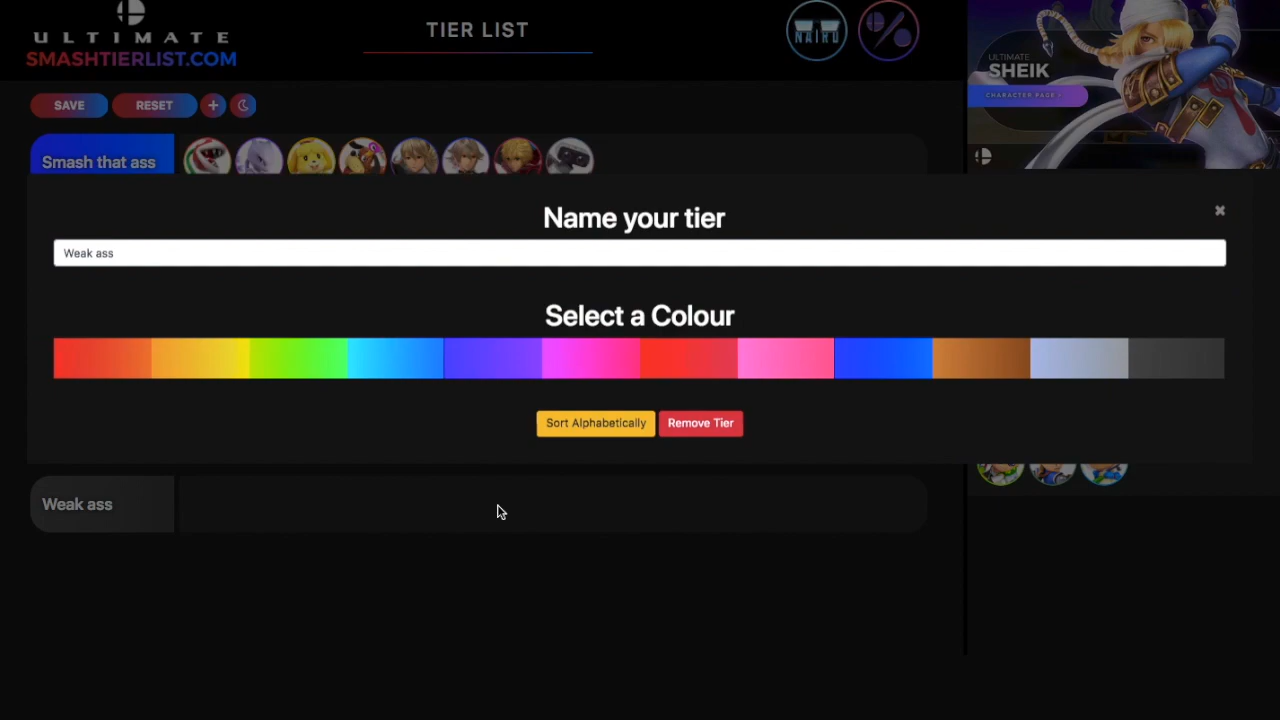 ULTIMATE
SMASHTIERLIST.COM
TIER LIST
NAIRO
ULTIMATE
SHEIK
CHARACTER PAGE >
SAVE
RESET
+
Smash that ass
Name your tier
×
Weak ass
Select a Colour
Sort Alphabetically
Remove Tier
Weak ass